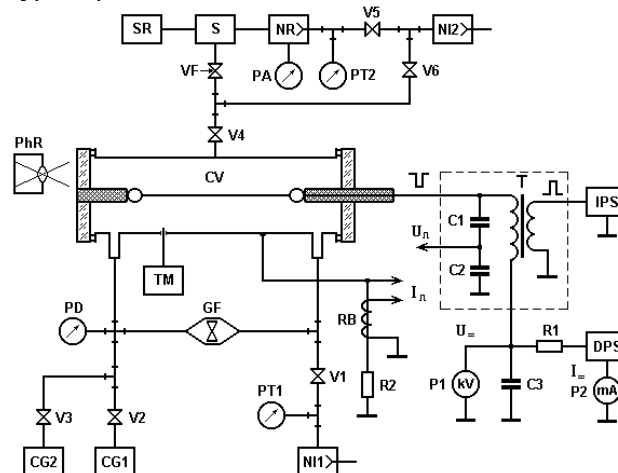 V5
SR
S
NR
NI2
VF
PA
PT2
V6
V4
PhR
CV
T
C1
IPS
Uл
C2
TM
Iл
PD
GF
RB
U=
R1
DPS
V1
I=
R2
P1
kV
C3
P2
mA
PT1
V3
V2
CG2
CG1
NI1